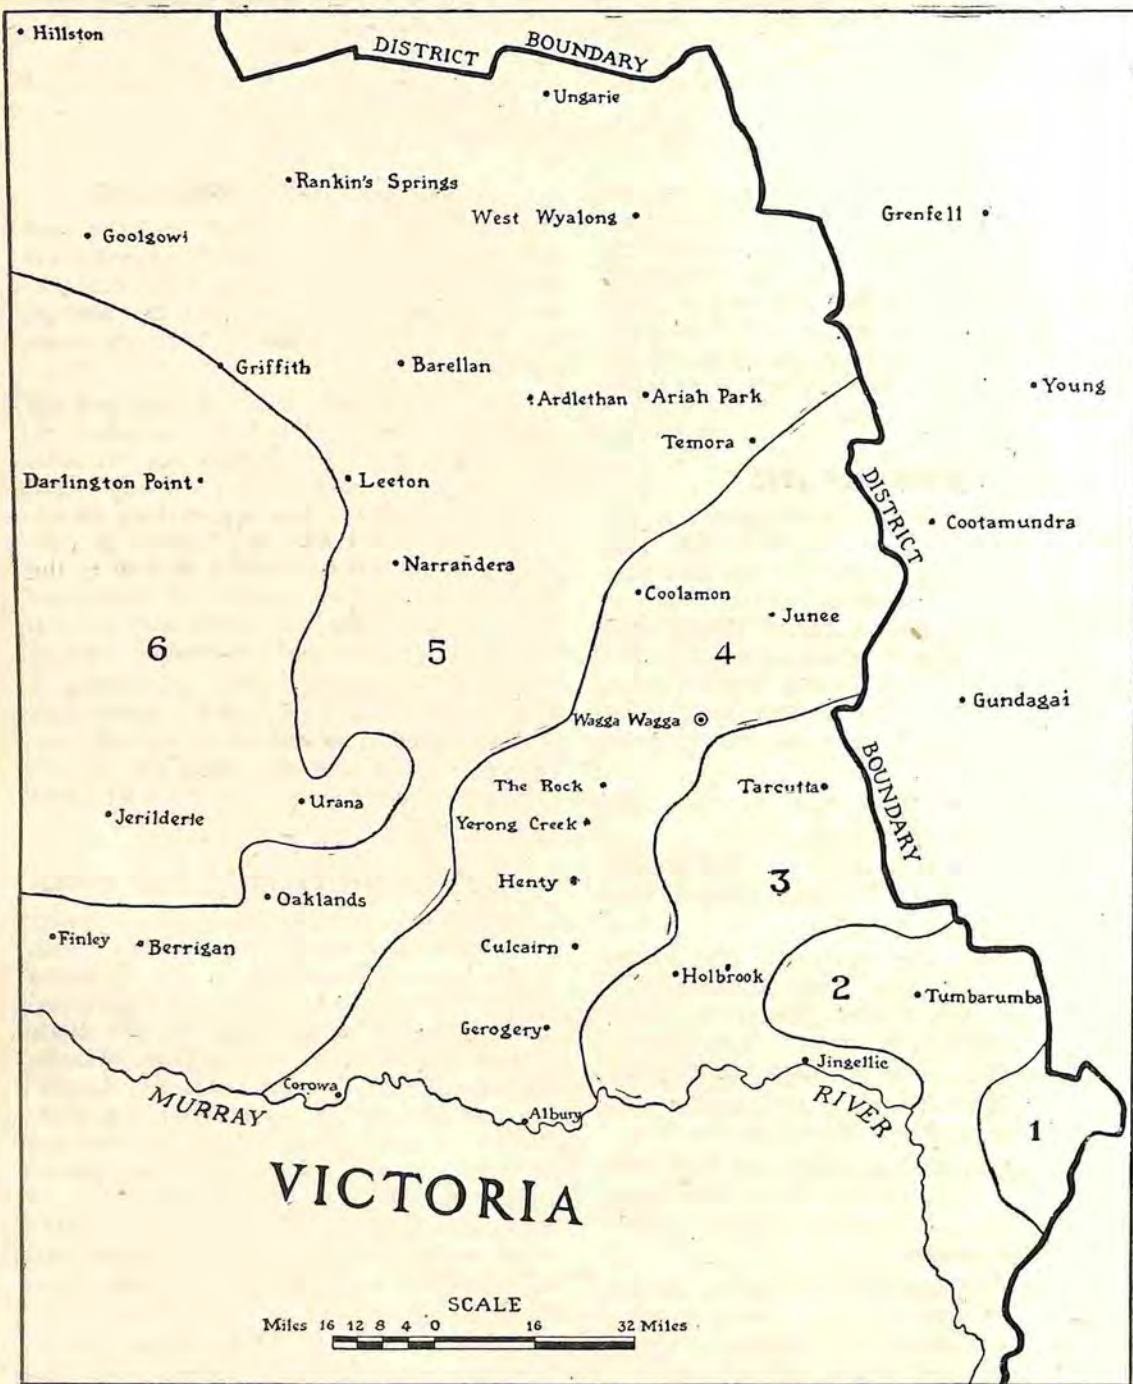 Hillston
DISTRICT BOUNDARY
Ungarie
Rankin's Springs
West Wyalong
Grenfell
Goolgowi
Griffith
Barellan
Ardlethan
Ariah Park
Young
Temora
Darlington Point
Leeton
DISTRICT
Cootamundra
Narrandera
Coolamon
Junee
6
5
4
Gundagai
Wagga Wagga
BOUNDARY
The Rock
Tarcutta
Urana
Jerilderie
Yerong Creek
Henty
3
Oaklands
Finley
Berrigan
Culcairn
Holbrook
2
Tumbarumba
Gerogery
Jingellic
Corowa
MURRAY
RIVER
Albury
1
VICTORIA
SCALE
Miles 16 12 8 4 0 16 32 Miles